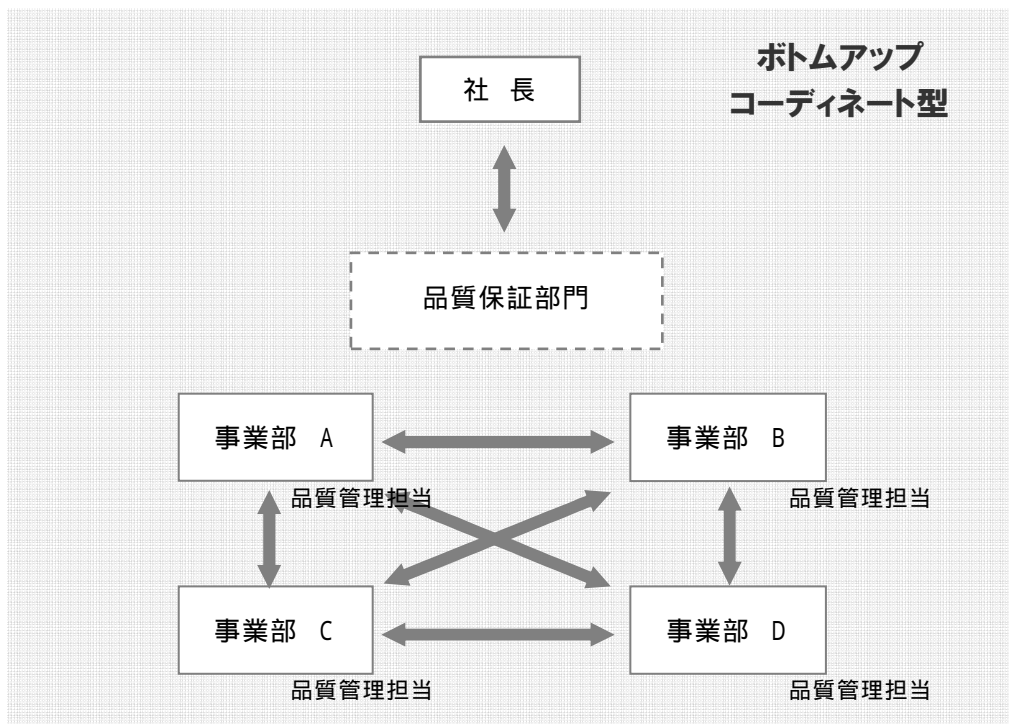 ボトムアップ
コーディネート型
社 長
品質保証部門
事業部 A
事業部 B
品質管理担当
品質管理担当
事業部 C
事業部 D
品質管理担当
品質管理担当